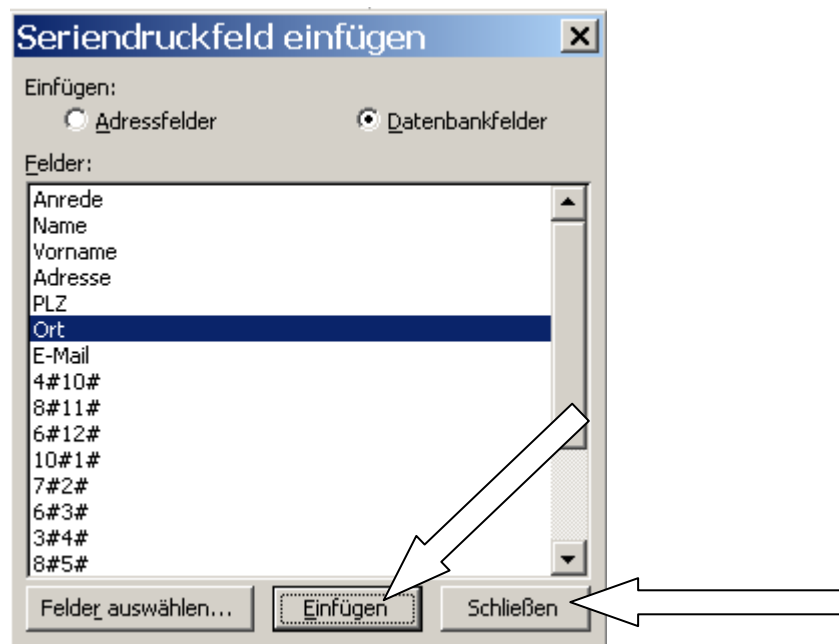 Seriendruckfeld einfügen
Einfügen:
Adressfelder Datenbankfelder
Felder:
Anrede
Name
Vorname
Adresse
PLZ
Ort
E-Mail
4#10#
8#11#
6#12#
10#1#
7#2#
6#3#
3#4#
8#5#
Felder auswählen... Einfügen Schließen